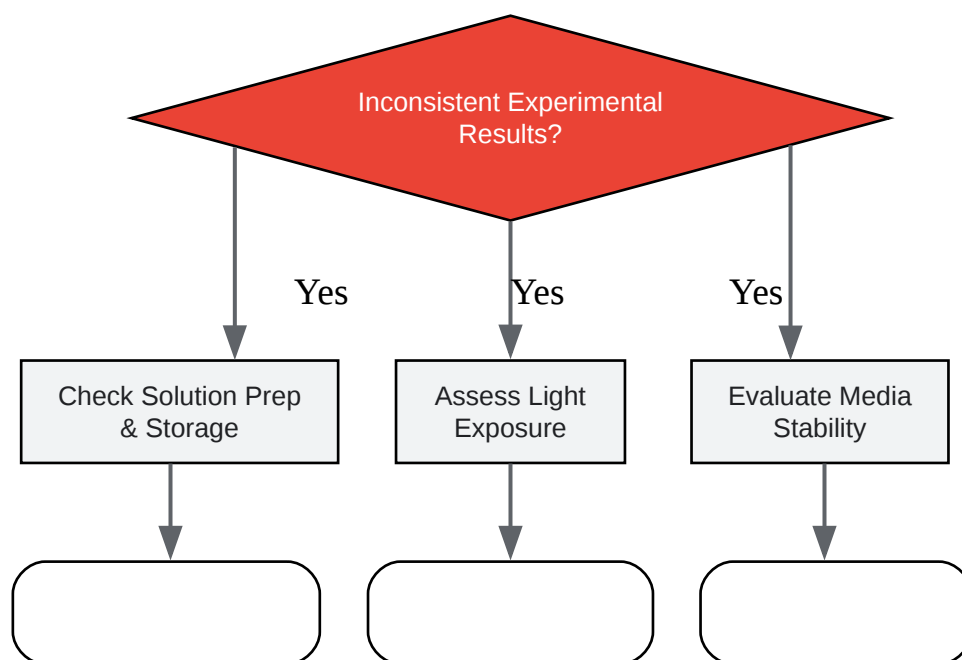 Inconsistent Experimental
Results?
Yes
Yes
Yes
Check Solution Prep
& Storage
Assess Light
Exposure
Evaluate Media
Stability